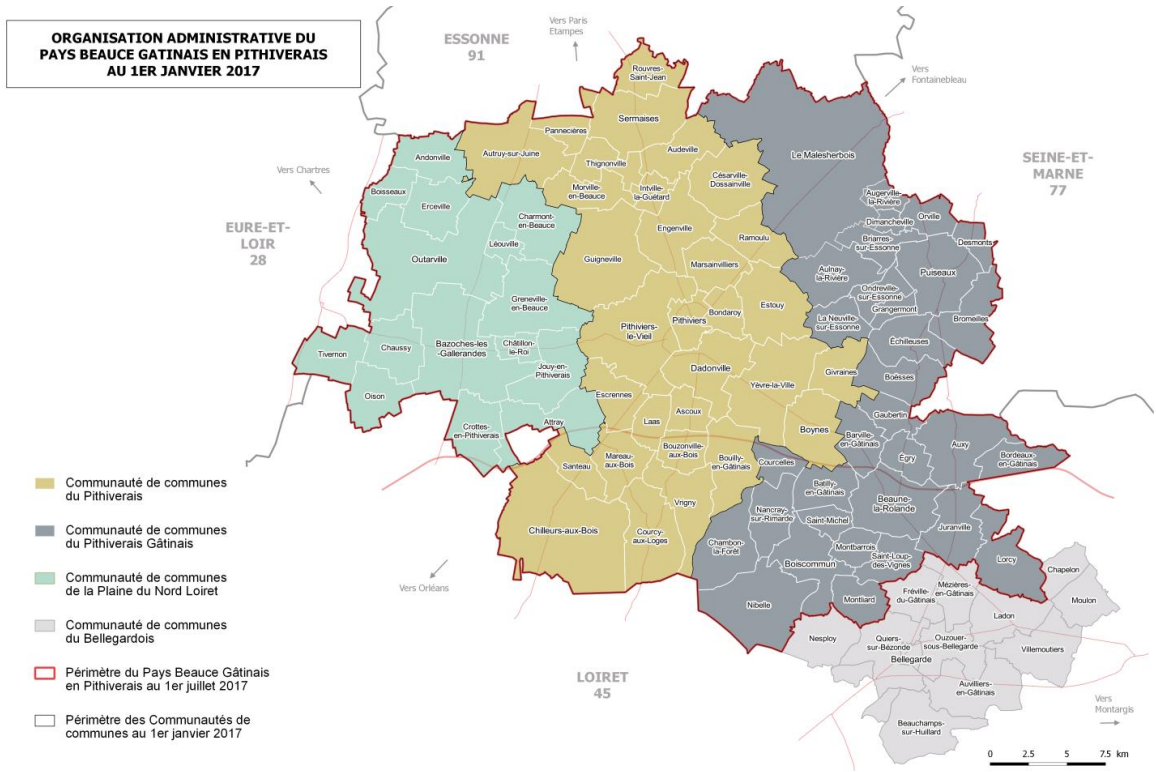 ORGANISATION ADMINISTRATIVE DU
PAYS BEAUCE GATINAIS EN PITHIVERAIS
AU 1ER JANVIER 2017
ESSONNE
91
Vers Paris
Etampes
Vers
Fontainebleau
SEINE-ET-
MARNE
77
Vers Chartres
EURE-ET-
LOIR
28
Rouvres-
Saint-Jean
Sermaises
Pannecières
Autruy-sur-Juine
Audeville
Thignonville
Césarville-
Dossainville
Morville-
en-Beauce
Intville-
la-Guétard
Engenville
Ramoulu
Marsainvilliers
Guigneville
Estouy
Bondaroy
Pithiviers
Pithiviers-
le-Vieil
Dadonville
Yèvre-la-Ville
Givraines
Escrennes
Ascoux
Laas
Boynes
Bouzonville-
aux-Bois
Bouilly-
en-Gâtinais
Mareau-
aux-Bois
Santeau
Vrigny
Chilleurs-aux-Bois
Courcy-
aux-Loges
Andonville
Boisseaux
Erceville
Charmont-
en-Beauce
Léouville
Outarville
Greneville-
en-Beauce
Tivernon
Chaussy
Bazoches-les
-Gallerandes
Châtillon-
le-Roi
Jouy-en-
Pithiverais
Oison
Attray
Crottes-
en-Pithiverais
Le Malesherbois
Augerville-
la-Rivière
Orville
Dimancheville
Briarres-
sur-Essonne
Desmonts
Aulnay-
la-Rivière
Puiseaux
Ondreville-
sur-Essonne
Grangermont
La Neuville-
sur-Essonne
Bromeilles
Échilleuses
Boësses
Gaubertin
Barville-
en-Gâtinais
Auxy
Égry
Bordeaux-
en-Gâtinais
Courcelles
Batilly-
en-Gâtinais
Beaune-
la-Rolande
Nancray-
sur-Rimarde
Saint-Michel
Juranville
Chambon-
la-Forêt
Montbarrois
Saint-Loup-
des-Vignes
Boiscommun
Lorcy
Nibelle
Montliard
Chapelon
Mézières-
en-Gâtinais
Fréville-
du-Gâtinais
Moulon
Ladon
Nesploy
Quiers-
sur-Bézonde
Ouzouer-
sous-Bellegarde
Villemoutiers
Bellegarde
Auvilliers-
en-Gâtinais
Beauchamps-
sur-Huillard
Vers Orléans
LOIRET
45
Vers
Montargis
Communauté de communes
du Pithiverais
Communauté de communes
du Pithiverais Gâtinais
Communauté de communes
de la Plaine du Nord Loiret
Communauté de communes
du Bellegardois
Périmètre du Pays Beauce Gâtinais
en Pithiverais au 1er juillet 2017
Périmètre des Communautés de
communes au 1er janvier 2017
0 2.5 5 7.5 km